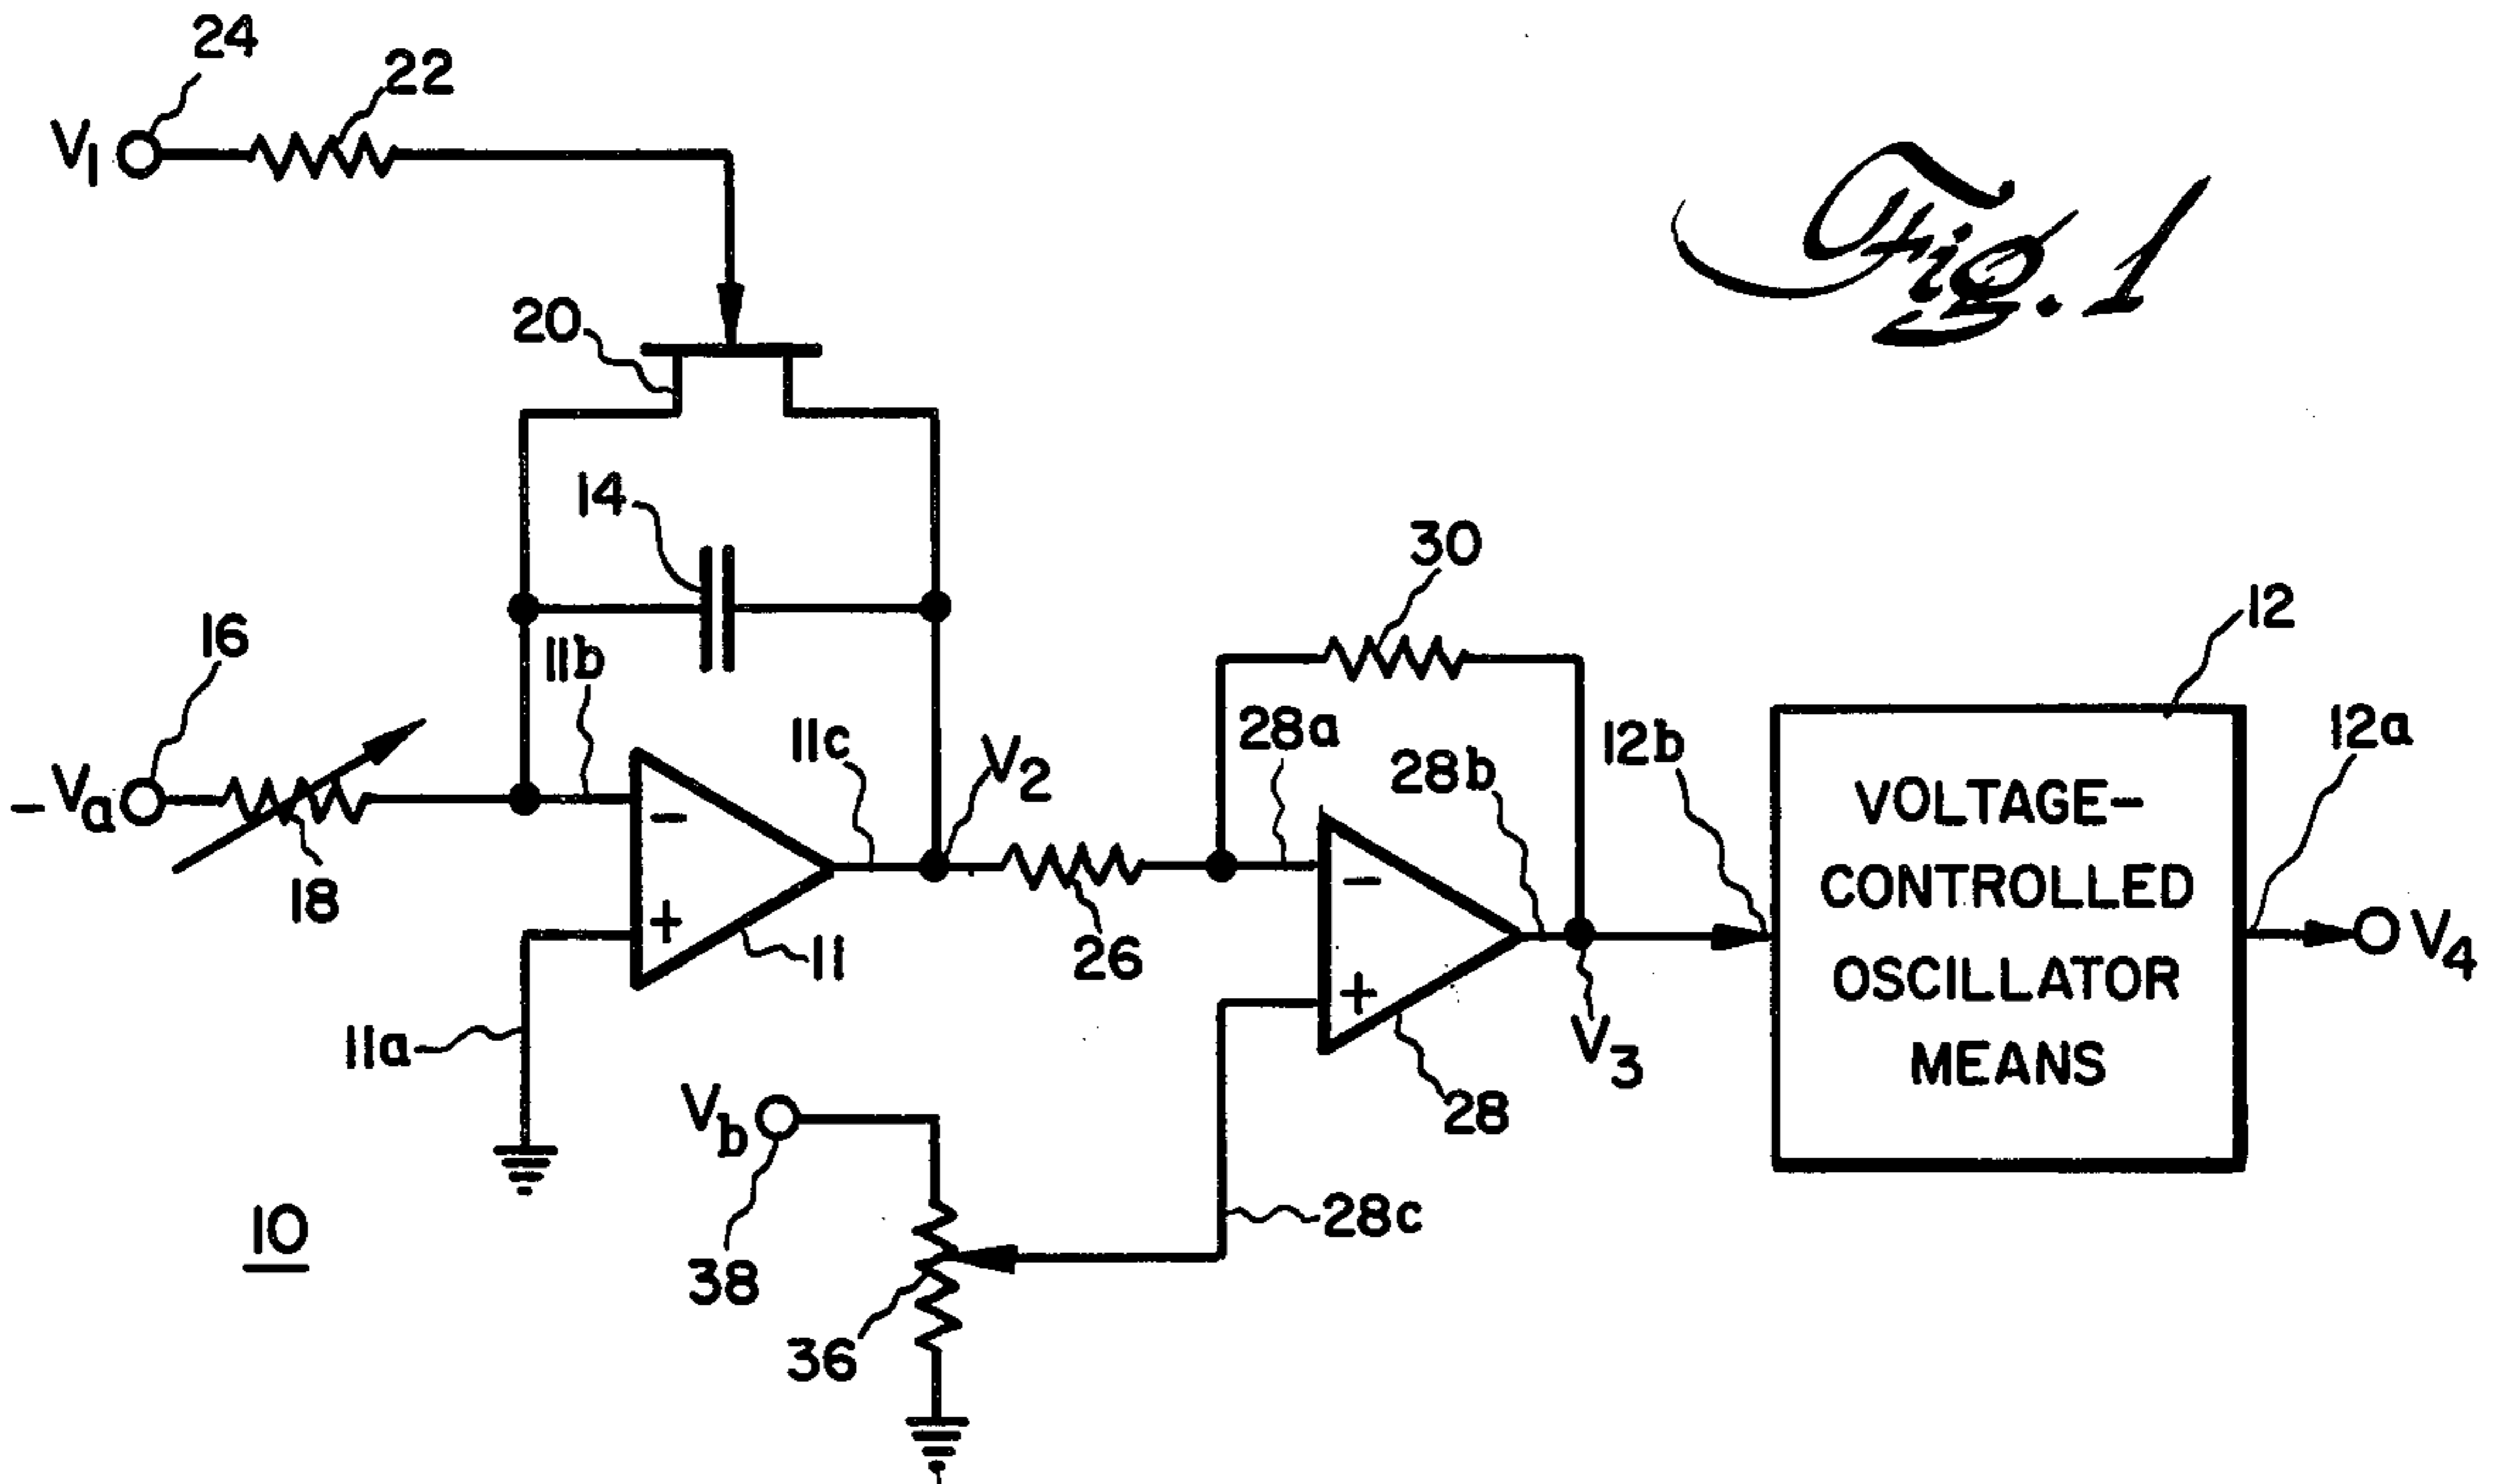 24
22
V1
Fig. 1
20
14
30
16
12
11b
12a
11c
28a
V2
12b
28b
-Va
VOLTAGE-
CONTROLLED
OSCILLATOR
MEANS
-
-
18
+
11
26
V4
+
11a
V3
Vb
28
10
28c
38
36